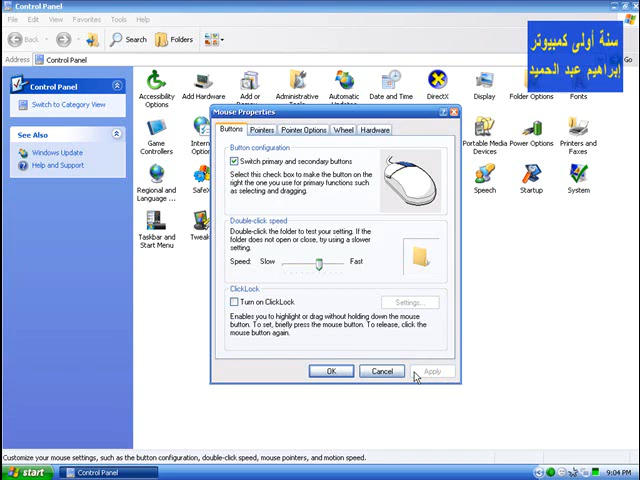 Control Panel
File Edit View Favorites Tools Help
Back Search Folders
Address Control Panel Go
سنة أولى كمبيوتر
إبراهيم عبد الحميد
Control Panel
Switch to Category View
See Also
Windows Update
Help and Support
Accessibility Options
Add Hardware
Add or
Administrative
Automatic
Date and Time
DirectX
Display
Folder Options
Fonts
Game Controllers
Portable Media Devices
Power Options
Printers and Faxes
Regional and Language ...
Speech
Startup
System
Taskbar and Start Menu
Mouse Properties
Buttons Pointers Pointer Options Wheel Hardware
Button configuration
Switch primary and secondary buttons
Select this check box to make the button on
the right the one you use for primary functions such
as selecting and dragging.
Double-click speed
Double-click the folder to test your setting. If the
folder does not open or close, try using a slower
setting.
Speed: Slow Fast
ClickLock
Turn on ClickLock
Settings...
Enables you to highlight or drag without holding down the mouse
button. To set, briefly press the mouse button. To release, click the
mouse button again.
OK Cancel Apply
Customize your mouse settings, such as the button configuration, double-click speed, mouse pointers, and motion speed.
start Control Panel 9:04 PM